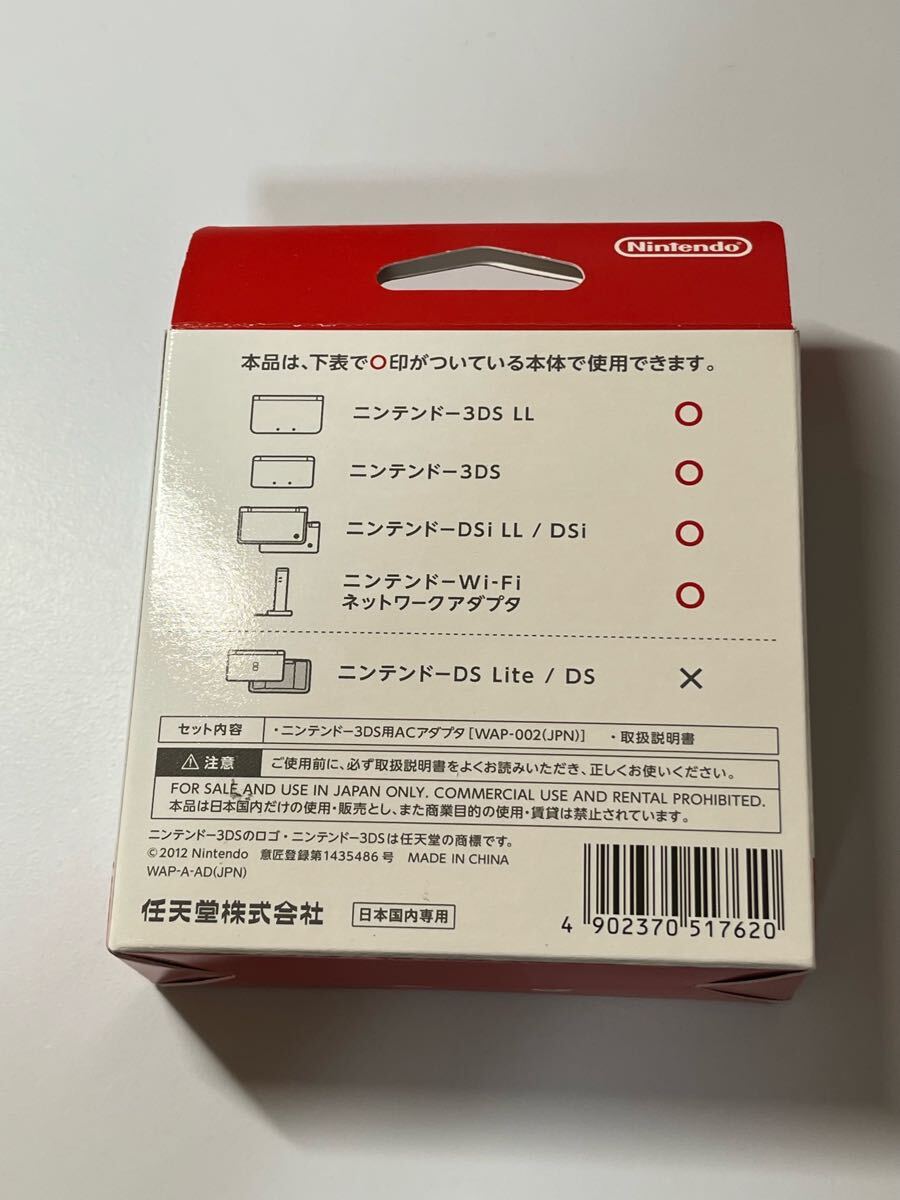 Nintendo
本品は、下表で〇印がついている本体で使用できます。
ニンテンドー3DS LL 〇
ニンテンドー3DS 〇
ニンテンドーDSi LL / DSi 〇
ニンテンドーWi-Fi
ネットワークアダプタ 〇
ニンテンドーDS Lite / DS ×
セット内容 ・ニンテンドー3DS用ACアダプタ[WAP-002(JPN)] ・取扱説明書
⚠注意 ご使用前に、必ず取扱説明書をよくお読みいただき、正しくお使いください。
FOR SALE AND USE IN JAPAN ONLY. COMMERCIAL USE AND RENTAL PROHIBITED.
本品は日本国内だけの使用・販売とし、また商業目的の使用・賃貸は禁止されています。
ニンテンドー3DSのロゴ・ニンテンドー3DSは任天堂の商標です。
©2012 Nintendo 意匠登録第1435486号 MADE IN CHINA
WAP-A-AD(JPN)
任天堂株式会社 日本国内専用
4 902370 517620